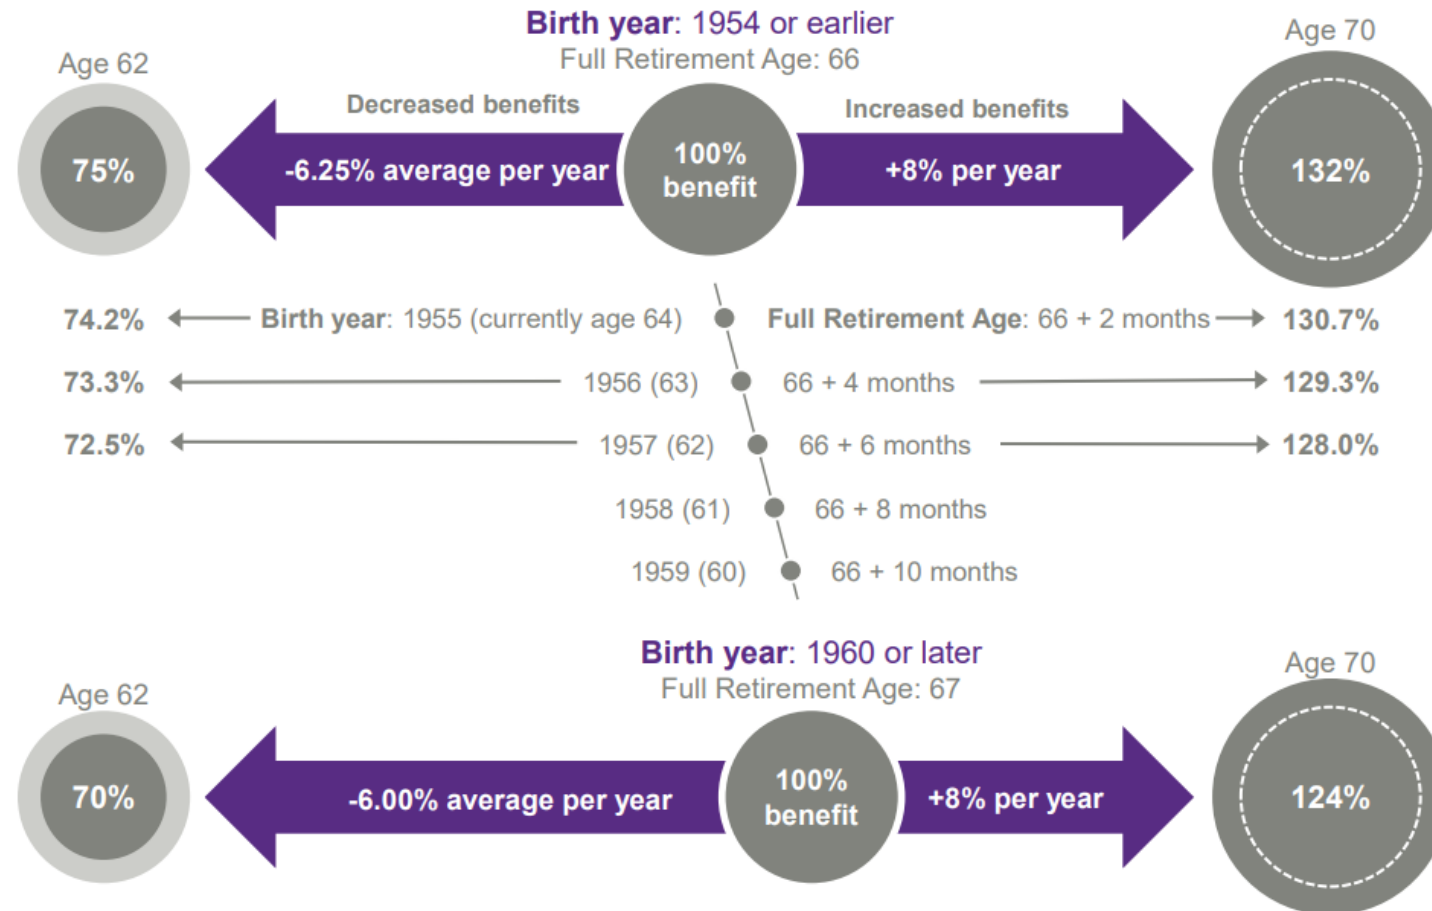 Birth year: 1954 or earlier
Full Retirement Age: 66
Age 62
Age 70
Decreased benefits
Increased benefits
75%
-6.25% average per year
100%
benefit
+8% per year
132%
74.2%
Birth year: 1955 (currently age 64)
Full Retirement Age: 66 + 2 months
130.7%
73.3%
1956 (63)
66 + 4 months
129.3%
72.5%
1957 (62)
66 + 6 months
128.0%
1958 (61)
66 + 8 months
1959 (60)
66 + 10 months
Birth year: 1960 or later
Full Retirement Age: 67
Age 62
Age 70
70%
-6.00% average per year
100%
benefit
+8% per year
124%